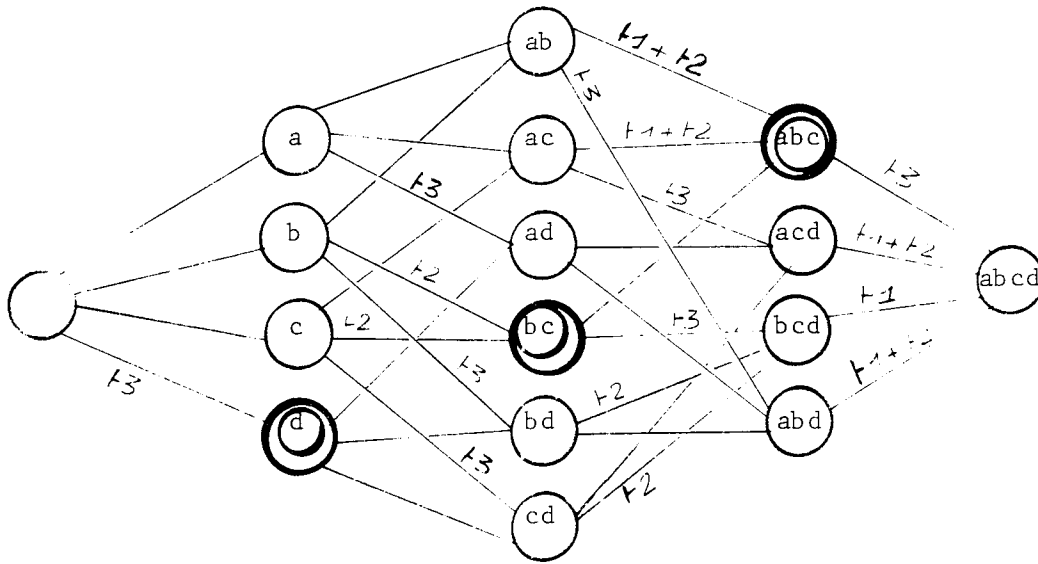 ab
t1+t2
t3
a
ac
t1+t2
abc
t3
t3
t3
b
ad
acd
t1+t2
t2
abcd
c
t2
bc
t3
bcd
t1
t3
t3
d
bd
t2
abd
t3
t2
cd